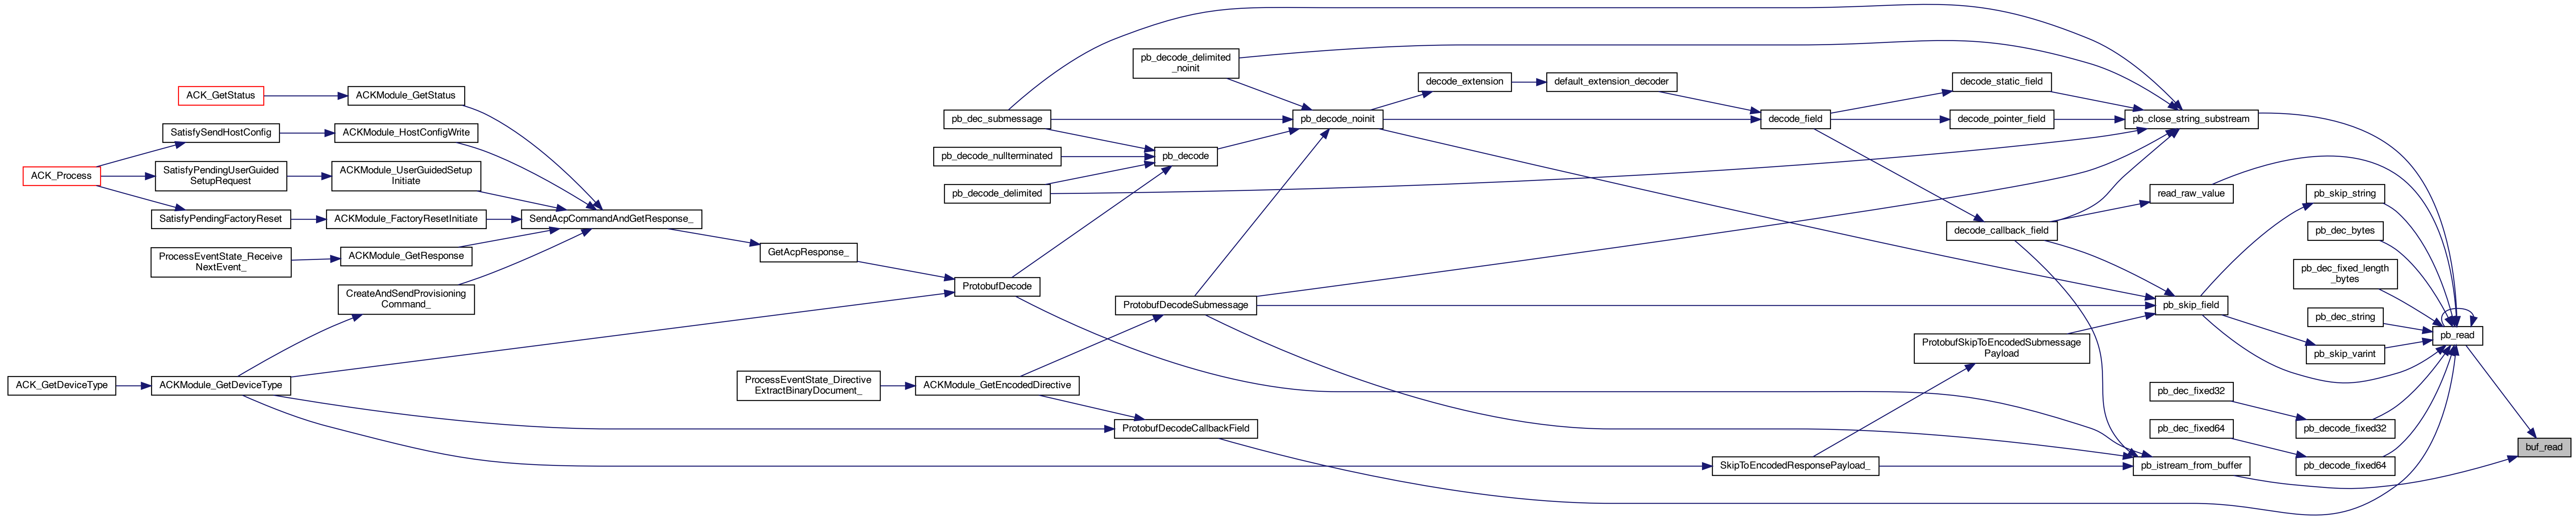 ACK_GetStatus
ACKModule_GetStatus
SatisfySendHostConfig
ACKModule_HostConfigWrite
ACK_Process
SatisfyPendingUserGuided
SetupRequest
ACKModule_UserGuidedSetup
Initiate
SatisfyPendingFactoryReset
ACKModule_FactoryResetInitiate
SendAcpCommandAndGetResponse_
ProcessEventState_Receive
NextEvent_
ACKModule_GetResponse
GetAcpResponse_
CreateAndSendProvisioning
Command_
ProtobufDecode
ACK_GetDeviceType
ACKModule_GetDeviceType
ProcessEventState_Directive
ExtractBinaryDocument_
ACKModule_GetEncodedDirective
ProtobufDecodeCallbackField
ProtobufDecodeSubmessage
pb_decode_delimited
_noinit
pb_dec_submessage
pb_decode_nullterminated
pb_decode_delimited
pb_decode
pb_decode_noinit
decode_extension
default_extension_decoder
decode_field
decode_static_field
decode_pointer_field
pb_close_string_substream
read_raw_value
decode_callback_field
pb_skip_string
pb_dec_bytes
pb_dec_fixed_length
_bytes
pb_dec_string
pb_skip_field
pb_skip_varint
pb_read
ProtobufSkipToEncodedSubmessage
Payload
pb_dec_fixed32
pb_decode_fixed32
pb_dec_fixed64
pb_decode_fixed64
SkipToEncodedResponsePayload_
pb_istream_from_buffer
buf_read